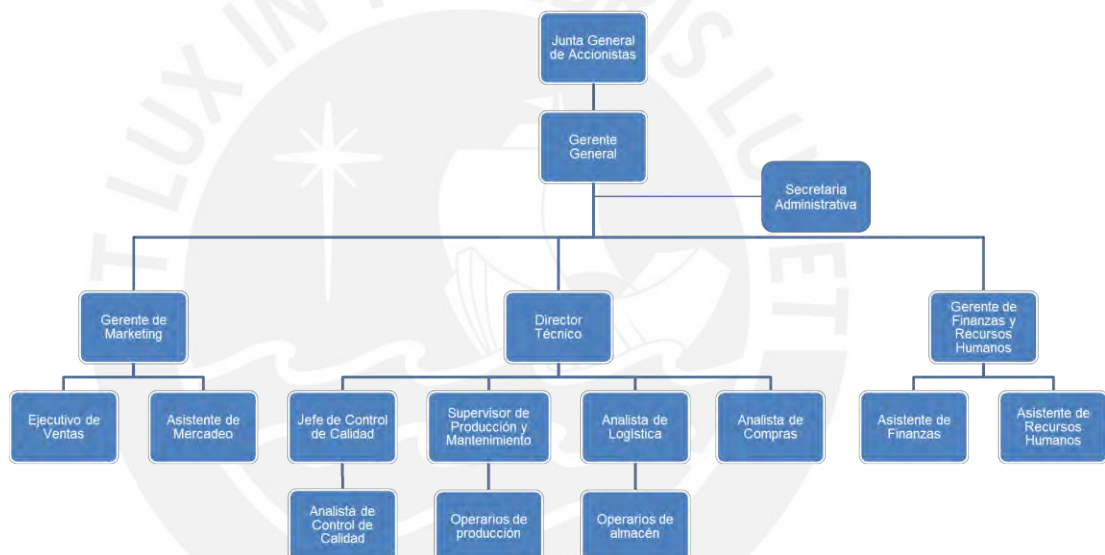 Junta General
de Accionistas
Gerente
General
Secretaria
Administrativa
Gerente de
Marketing
Director
Técnico
Gerente de
Finanzas y
Recursos
Humanos
Ejecutivo de
Ventas
Asistente de
Mercadeo
Jefe de Control
de Calidad
Supervisor de
Producción y
Mantenimiento
Analista de
Logística
Analista de
Compras
Asistente de
Finanzas
Asistente de
Recursos
Humanos
Analista de
Control de
Calidad
Operarios de
producción
Operarios de
almacén